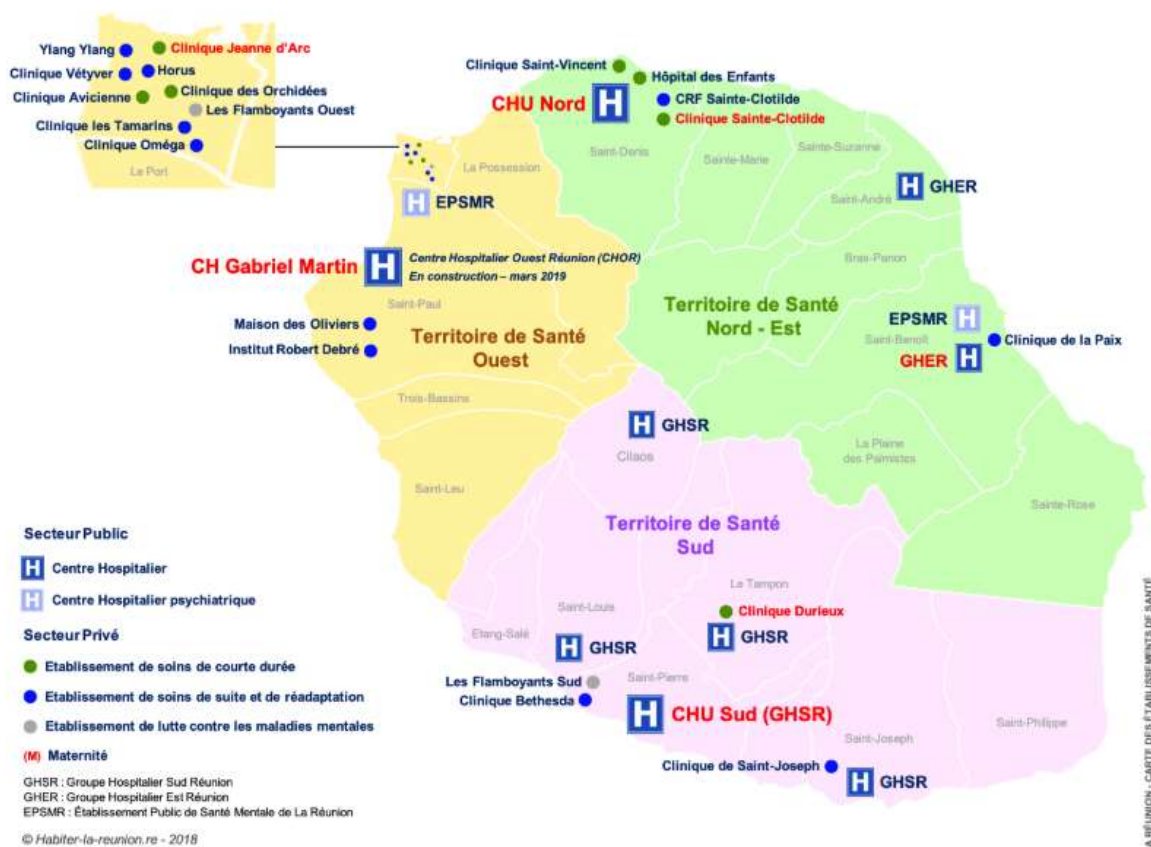 Ylang Ylang
Clinique Jeanne d'Arc
Clinique Vétyver
Horus
Clinique Avicienne
Clinique des Orchidées
Les Flamboyants Ouest
Clinique les Tamarins
Clinique Oméga
Le Port
Clinique Saint-Vincent
Hôpital des Enfants
CHU Nord
H
CRF Sainte-Clotilde
Clinique Sainte-Clotilde
Saint-Denis
Sainte-Marie
Sainte-Suzanne
La Possession
H
EPSMR
H
GHER
Saint-André
CH Gabriel Martin
H
Centre Hospitalier Ouest Réunion (CHOR)
En construction – mars 2019
Bras-Panon
Saint-Paul
Territoire de Santé
Nord - Est
Maison des Oliviers
Institut Robert Debré
Territoire de Santé
Ouest
EPSMR
H
Saint-Benoît
Clinique de la Paix
GHER
H
Trois-Bassins
H
GHSR
Cilaos
La Plaine
des Palmistes
Saint-Leu
Sainte-Rose
Territoire de Santé
Sud
Le Tampon
Clinique Durieux
H
GHSR
Saint-Louis
Etang-Salé
H
GHSR
Les Flamboyants Sud
Clinique Bethesda
Saint-Pierre
H
CHU Sud (GHSR)
Saint-Philippe
Saint-Joseph
Clinique de Saint-Joseph
H
GHSR
Secteur Public
H
Centre Hospitalier
H
Centre Hospitalier psychiatrique
Secteur Privé
Etablissement de soins de courte durée
Etablissement de soins de suite et de réadaptation
Etablissement de lutte contre les maladies mentales
(M) Maternité
GHSR : Groupe Hospitalier Sud Réunion
GHER : Groupe Hospitalier Est Réunion
EPSMR : Établissement Public de Santé Mentale de La Réunion
© Habiter-la-reunion.re - 2018
A RÉUNION - CARTE DES ÉTABLISSEMENTS DE SANTÉ